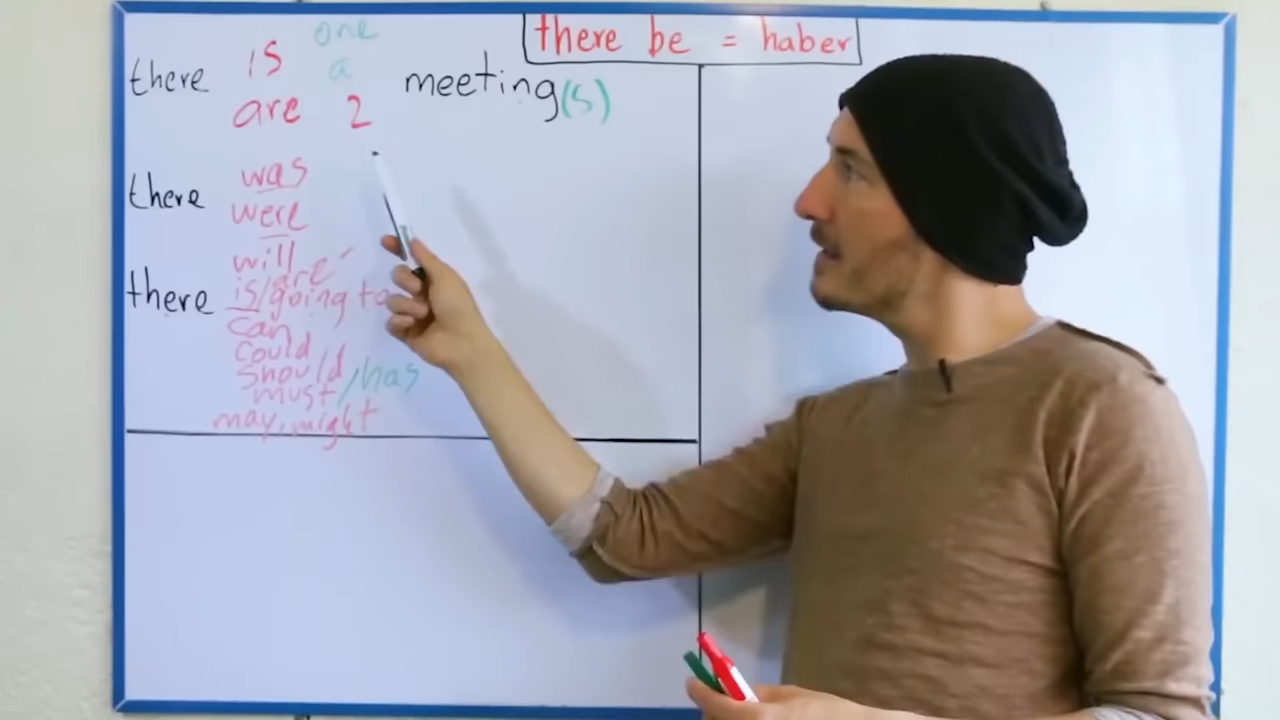 there be = haber
one
there is a meeting(s)
are 2
there was
were
will
are
there is/going to
can
could
should
must/has
may, might